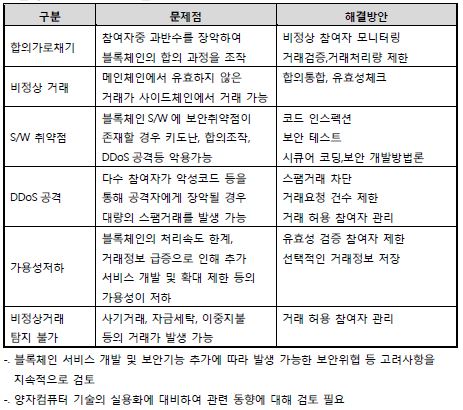 구분 문제점 해결방안
합의가로채기
참여자중 과반수를 장악하여
블록체인의 합의 과정을 조작
비정상 참여자 모니터링
거래검증,거래처리량 제한
비정상 거래
메인체인에서 유효하지 않은
거래가 사이드체인에서 거래 가능
합의통합, 유효성체크
S/W 취약점
블록체인 S/W 에 보안취약점이
존재할 경우 키도난, 합의조작,
DDoS 공격등 악용가능
코드 인스펙션
보안 테스트
시큐어 코딩,보안 개발방법론
DDoS 공격
다수 참여자가 악성코드 등을
통해 공격자에게 장악될 경우
대량의 스팸거래를 발생 가능
스팸거래 차단
거래요청 건수 제한
거래 허용 참여자 관리
가용성저하
블록체인의 처리속도 한계,
거래정보 급증으로 인해 추가
서비스 개발 및 확대 제한 등의
가용성이 저하
유효성 검증 참여자 제한
선택적인 거래정보 저장
비정상거래
탐지 불가
사기거래, 자금세탁, 이중지불
등의 거래가 발생 가능
거래 허용 참여자 관리
-. 블록체인 서비스 개발 및 보안기능 추가에 따라 발생 가능한 보안위협 등 고려사항을
지속적으로 검토
-. 양자컴퓨터 기술의 실용화에 대비하여 관련 동향에 대해 검토 필요